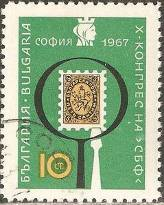 БЪЛГАРИЯ · BULGARIA
СОФИЯ 1967
X·КОНГРЕС НА "СБФ"
10 СТ